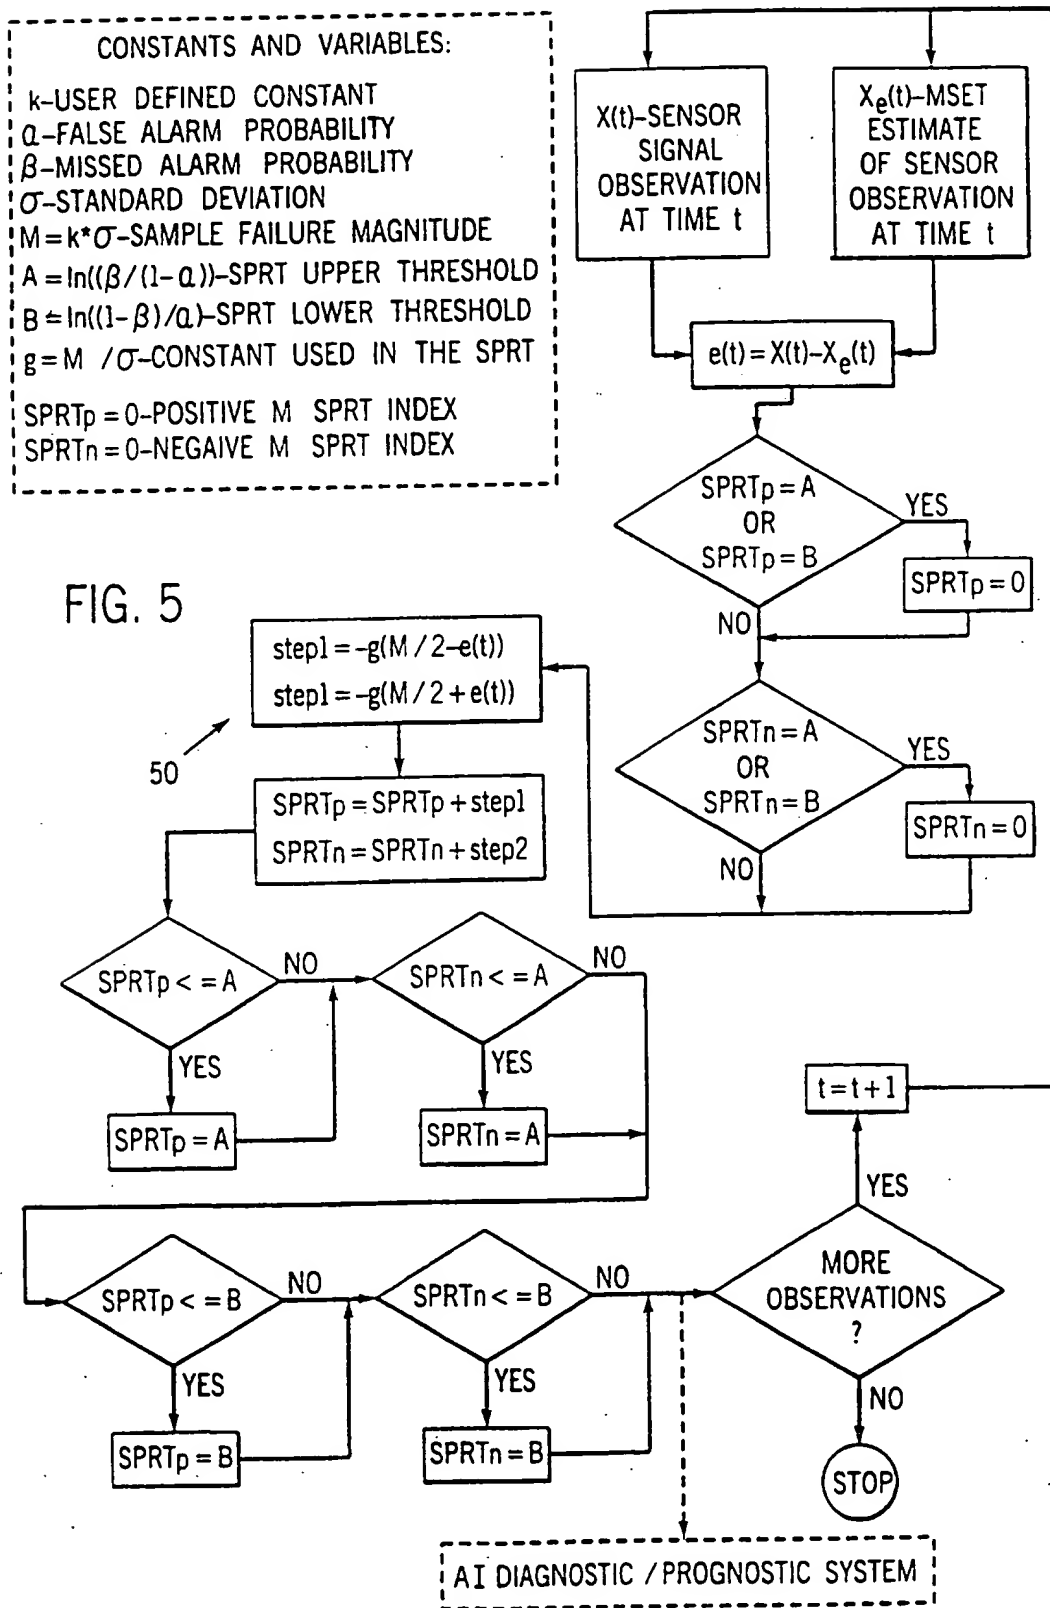 CONSTANTS AND VARIABLES:
k-USER DEFINED CONSTANT
α-FALSE ALARM PROBABILITY
β-MISSED ALARM PROBABILITY
σ-STANDARD DEVIATION
M=k*σ-SAMPLE FAILURE MAGNITUDE
A=ln((β/(1-α))-SPRT UPPER THRESHOLD
B=ln((1-β)/α)-SPRT LOWER THRESHOLD
g=M /σ-CONSTANT USED IN THE SPRT
SPRTp=0-POSITIVE M SPRT INDEX
SPRTn=0-NEGAIVE M SPRT INDEX
X(t)-SENSOR
SIGNAL
OBSERVATION
AT TIME t
Xe(t)-MSET
ESTIMATE
OF SENSOR
OBSERVATION
AT TIME t
e(t)=X(t)-Xe(t)
SPRTp=A
OR
SPRTp=B
YES
SPRTp=0
NO
SPRTn=A
OR
SPRTn=B
YES
SPRTn=0
NO
FIG. 5
step1=-g(M/2-e(t))
step1=-g(M/2+e(t))
50
SPRTp=SPRTp+step1
SPRTn=SPRTn+step2
SPRTp<=A
NO
YES
SPRTp=A
SPRTn<=A
NO
YES
SPRTn=A
SPRTp<=B
NO
YES
SPRTp=B
SPRTn<=B
NO
YES
SPRTn=B
t=t+1
YES
MORE
OBSERVATIONS
?
NO
STOP
AI DIAGNOSTIC /PROGNOSTIC SYSTEM